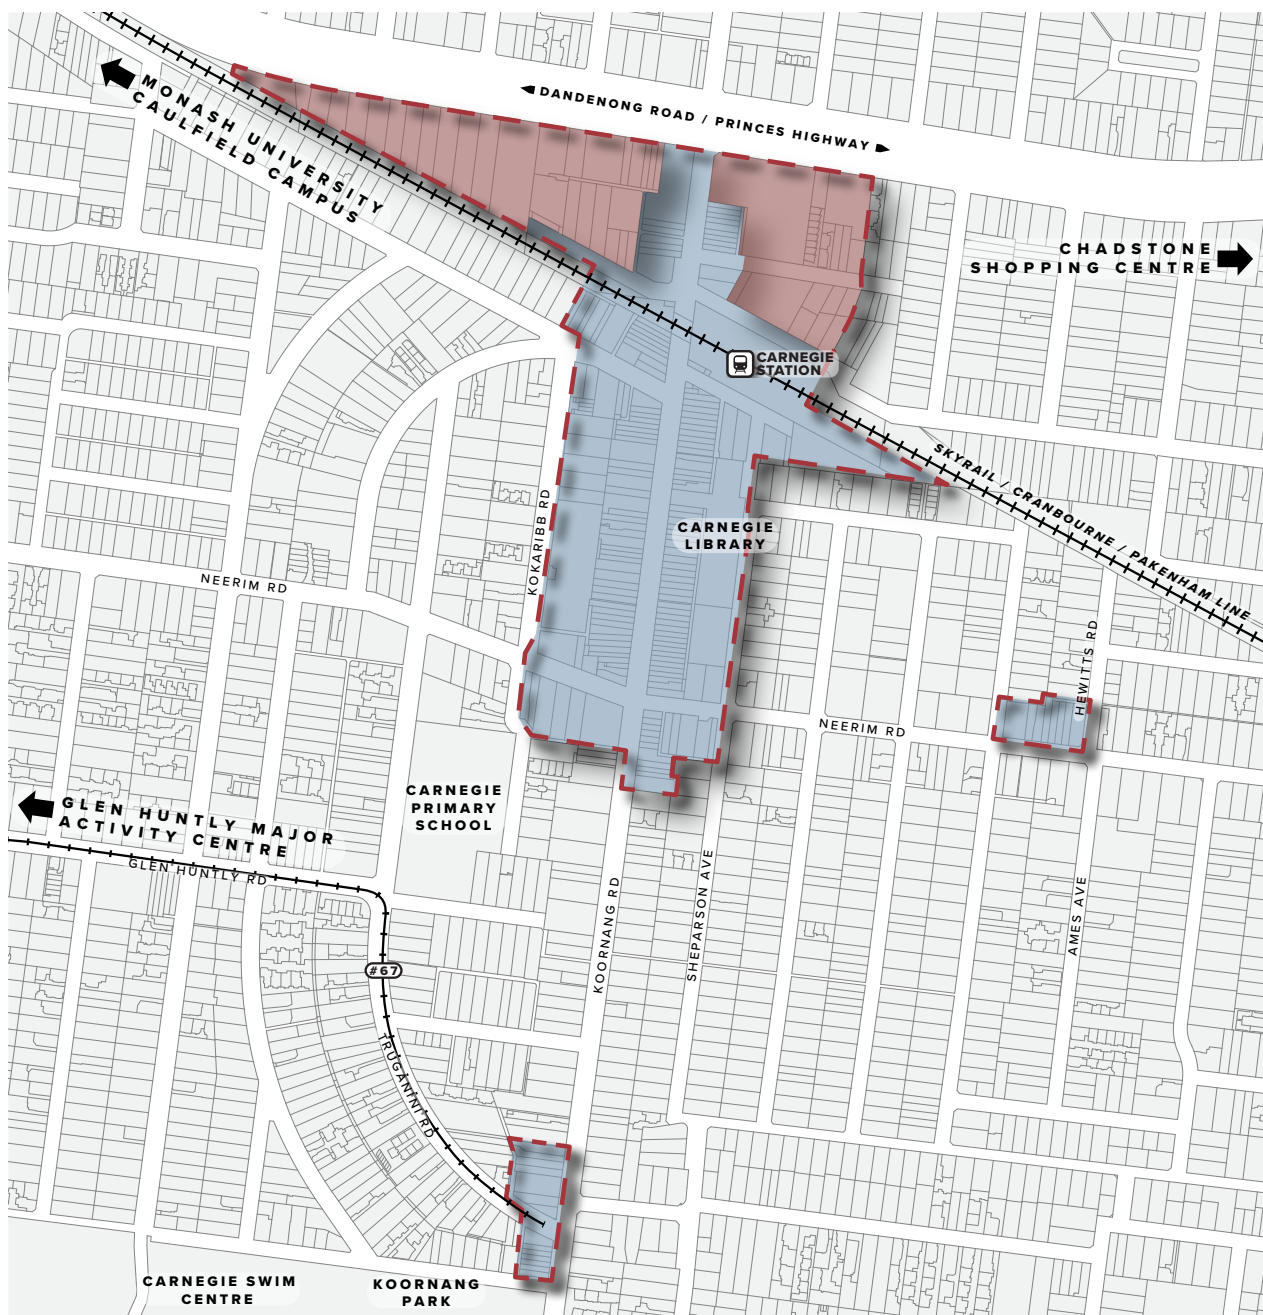 DANDENONG ROAD / PRINCES HIGHWAY
MONASH UNIVERSITY
CAULFIELD CAMPUS
CHADSTONE
SHOPPING CENTRE
CARNEGIE
STATION
SKYRAIL / CRANBOURNE / PAKENHAM LINE
KOKARIBB RD
CARNEGIE
LIBRARY
NEERIM RD
HEWITTS RD
NEERIM RD
CARNEGIE
PRIMARY
SCHOOL
GLEN HUNTLY MAJOR
ACTIVITY CENTRE
GLEN HUNTLY RD
KOORNANG RD
SHEPARSON AVE
AMES AVE
#67
TRUGANINI RD
CARNEGIE SWIM
CENTRE
KOORNANG
PARK